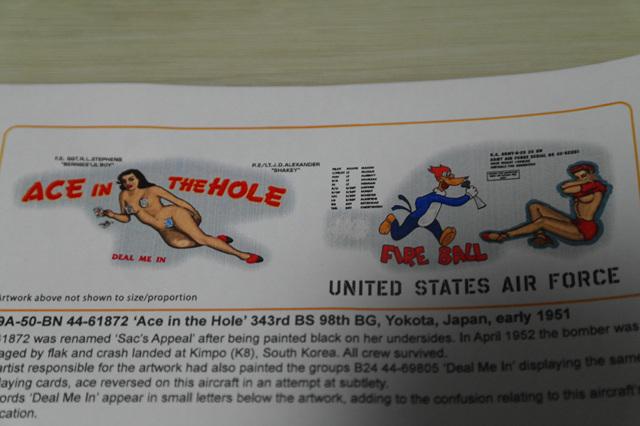 F.E. SGT. R.L. STEPHENS
"BERNIES' LIL BOY"
P.E./LT. J.D. ALEXANDER
"SHAKEY"
ACE IN THE HOLE
DEAL ME IN
FIRE BALL
UNITED STATES AIR FORCE
Artwork above not shown to size/proportion
9A-50-BN 44-61872 'Ace in the Hole' 343rd BS 98th BG, Yokota, Japan, early 1951
61872 was renamed 'Sac's Appeal' after being painted black on her undersides. In April 1952 the bomber was
aged by flak and crash landed at Kimpo (K8), South Korea. All crew survived.
artist responsible for the artwork had also painted the groups B24 44-69805 'Deal Me In' displaying the same
laying cards, ace reversed on this aircraft in an attempt at subtlety.
ords 'Deal Me In' appear in small letters below the artwork, adding to the confusion relating to this aircraft's
cation.